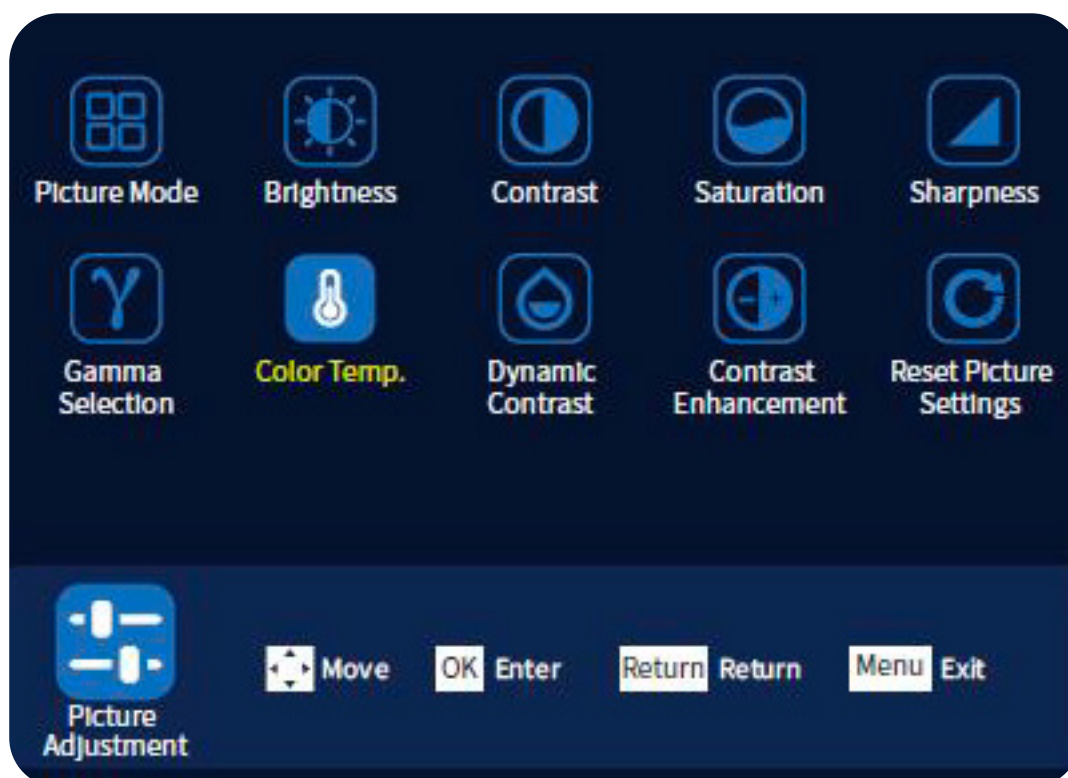 Picture Mode
Brightness
Contrast
Saturation
Sharpness
γ
Gamma
Selection
Color Temp.
Dynamic
Contrast
Contrast
Enhancement
Reset Picture
Settings
Picture
Adjustment
Move
OK Enter
Return Return
Menu Exit